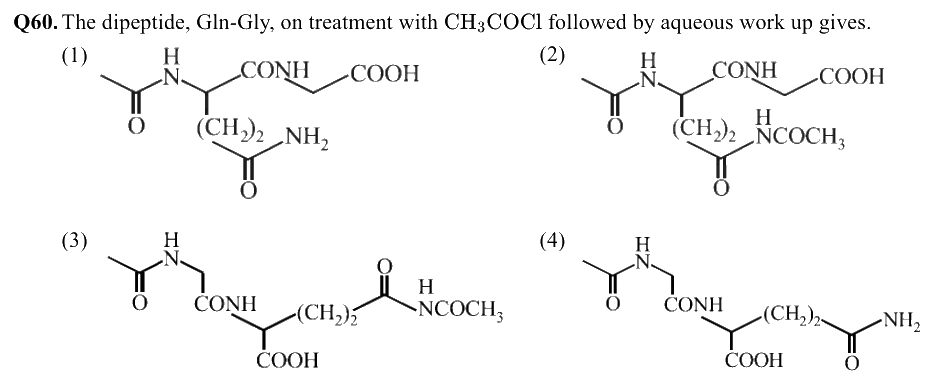 Q60. The dipeptide, Gln-Gly, on treatment with CH₃COCl followed by aqueous work up gives.
(1)
H
N
CONH
COOH
O
(CH₂)₂
NH₂
O
(2)
H
N
CONH
COOH
O
(CH₂)₂
H
NCOCH₃
O
(3)
H
N
O
CONH
(CH₂)₂
O
H
NCOCH₃
COOH
(4)
H
N
O
CONH
(CH₂)₂
NH₂
COOH
O